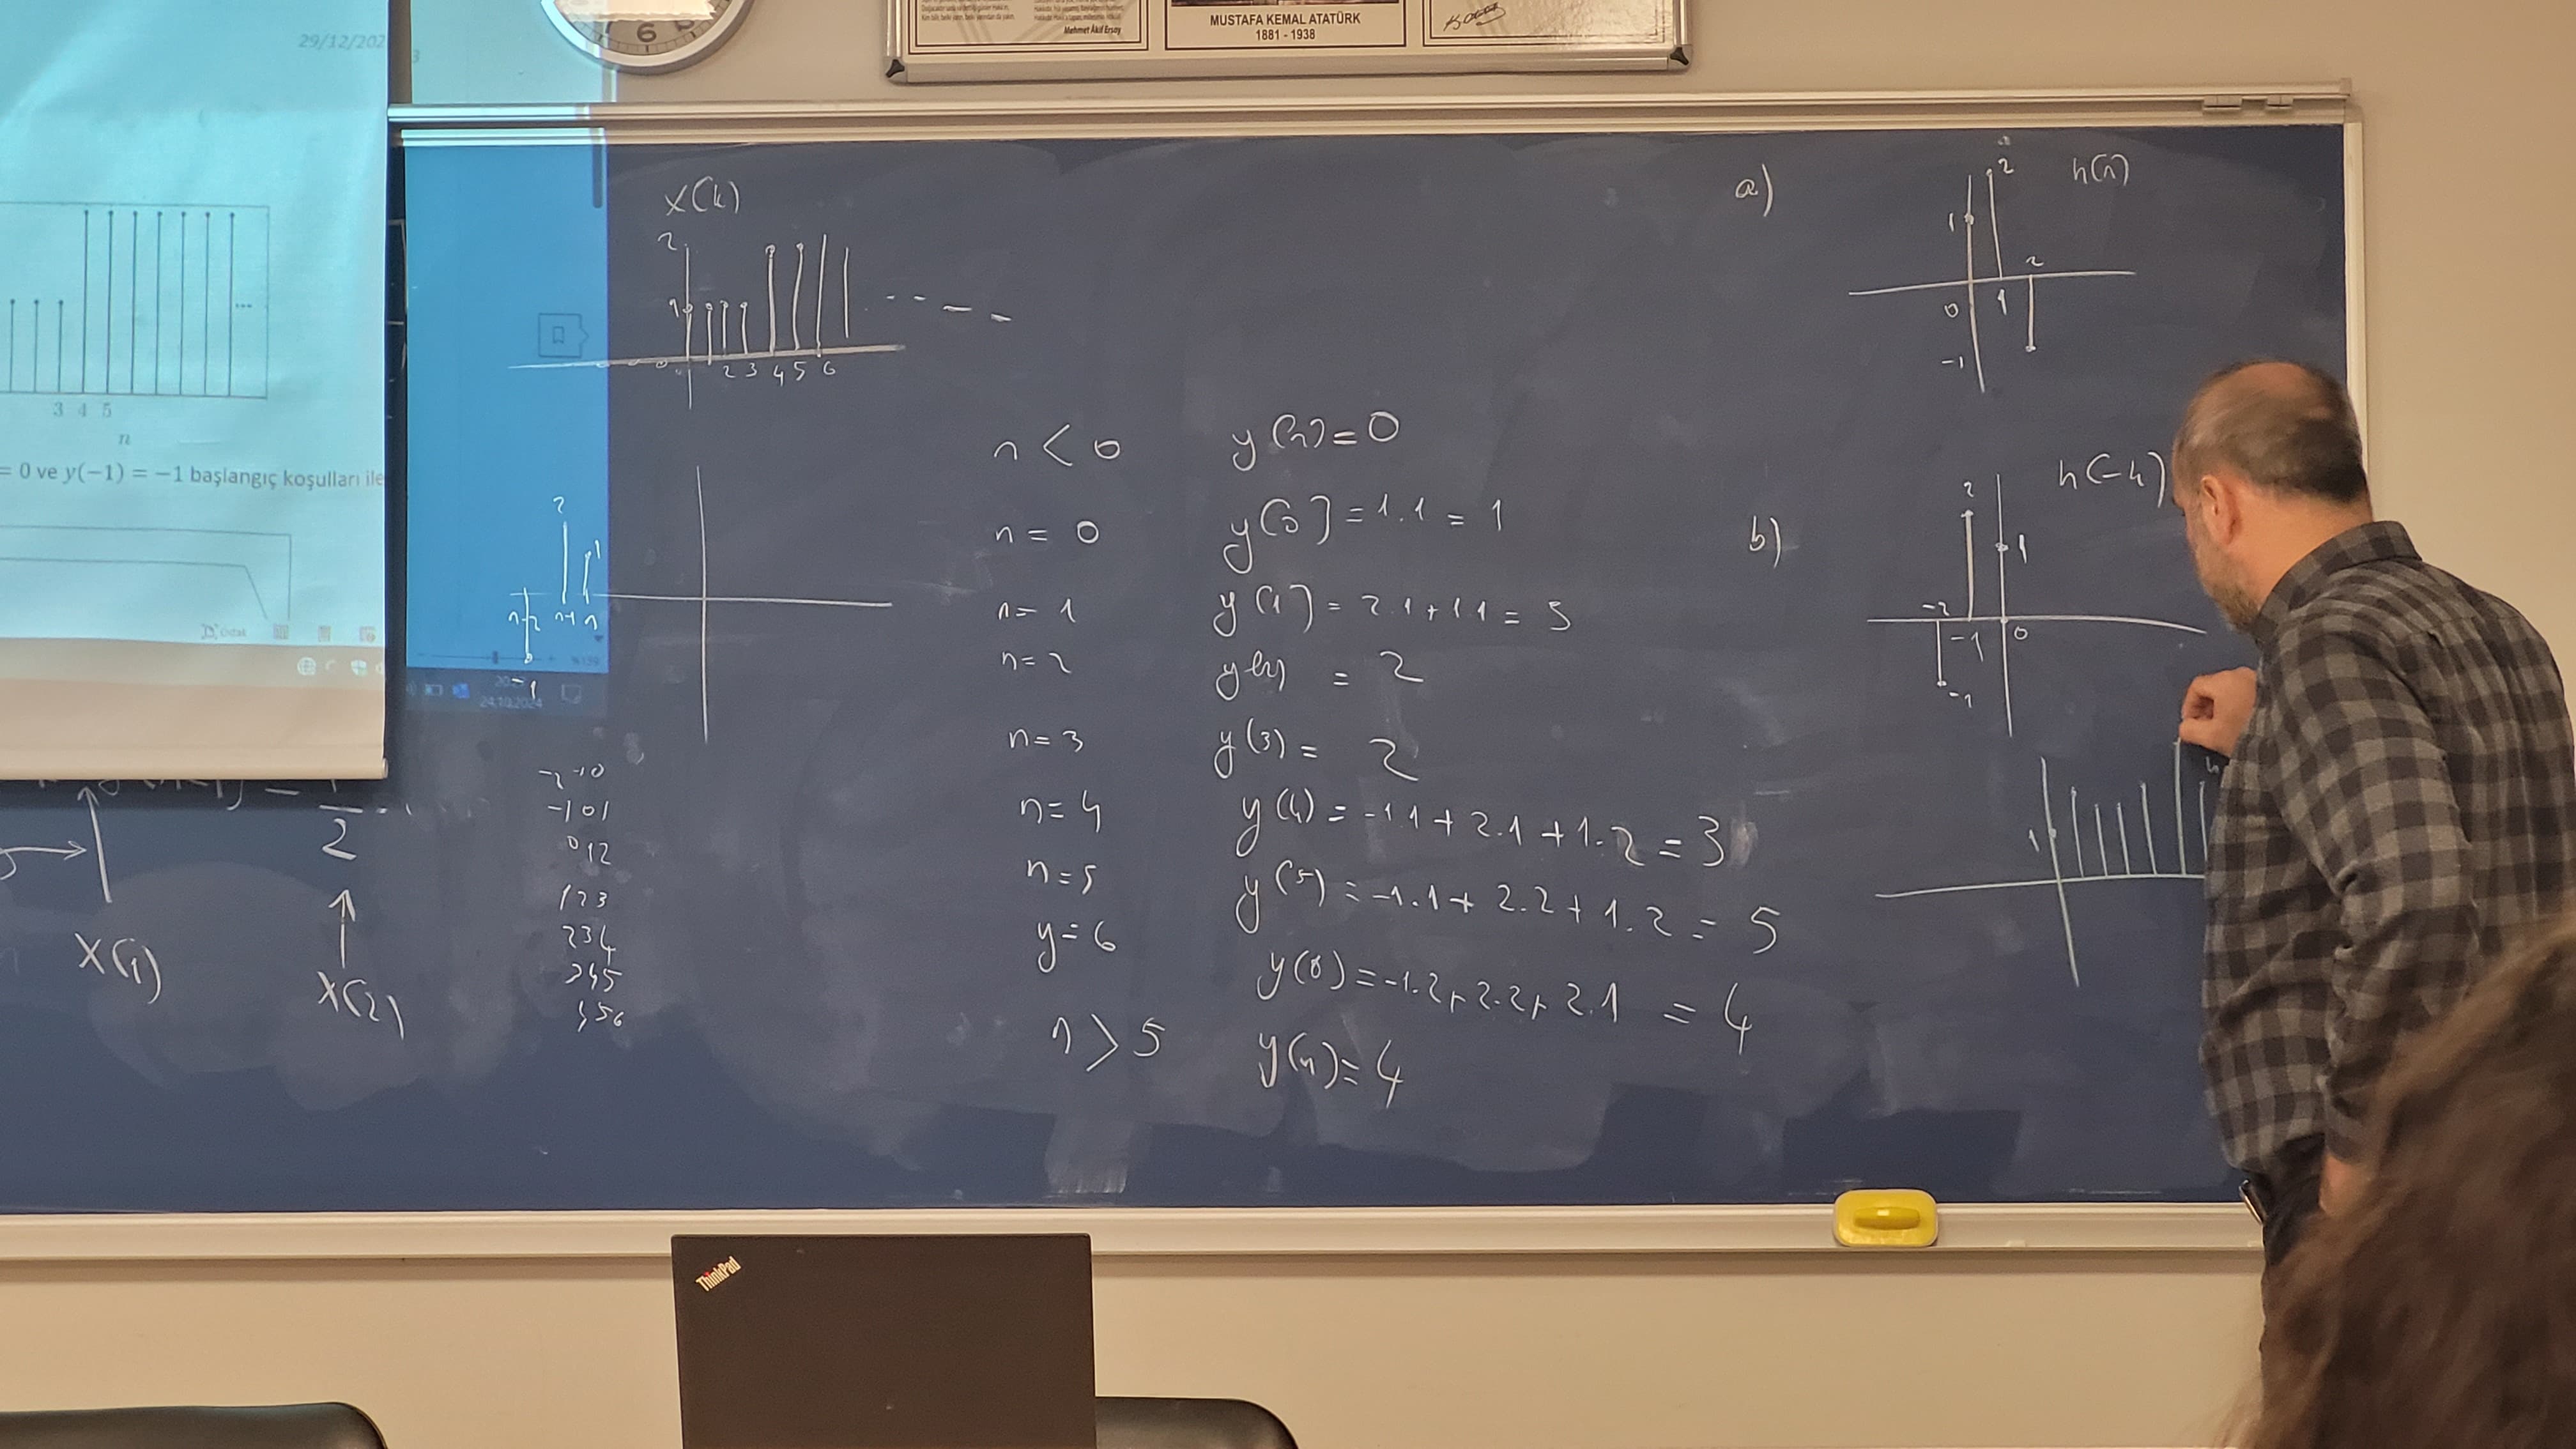 29/12/202
3 4 5
n
= 0 ve y(−1) = −1 başlangıç koşulları ile
6
Mehmet Âkif Ersoy
MUSTAFA KEMAL ATATÜRK
1881 - 1938
x(k)
2
1
2 3 4 5 6
2
1
n-2 n-1 n
-1
24.10.2024
-2 -1 0
-1 0 1
0 1 2
1 2 3
2 3 4
3 4 5
4 5 6
2
x(1)
x(2)
n < 0 y(n) = 0
n = 0 y(0) = 1.1 = 1
n = 1 y(1) = 2.1 + 1.1 = 3
n = 2 y(2) = 2
n = 3 y(3) = 2
n = 4 y(4) = -1.1 + 2.1 + 1.2 = 3
n = 5 y(5) = -1.1 + 2.2 + 1.2 = 5
y = 6 y(6) = -1.2 + 2.2 + 2.1 = 4
n > 5 y(n) = 4
a)
h(n)
2
1
2
0 1
-1
b)
h(-k)
2
1
-2
-1 0
-1
1
ThinkPad